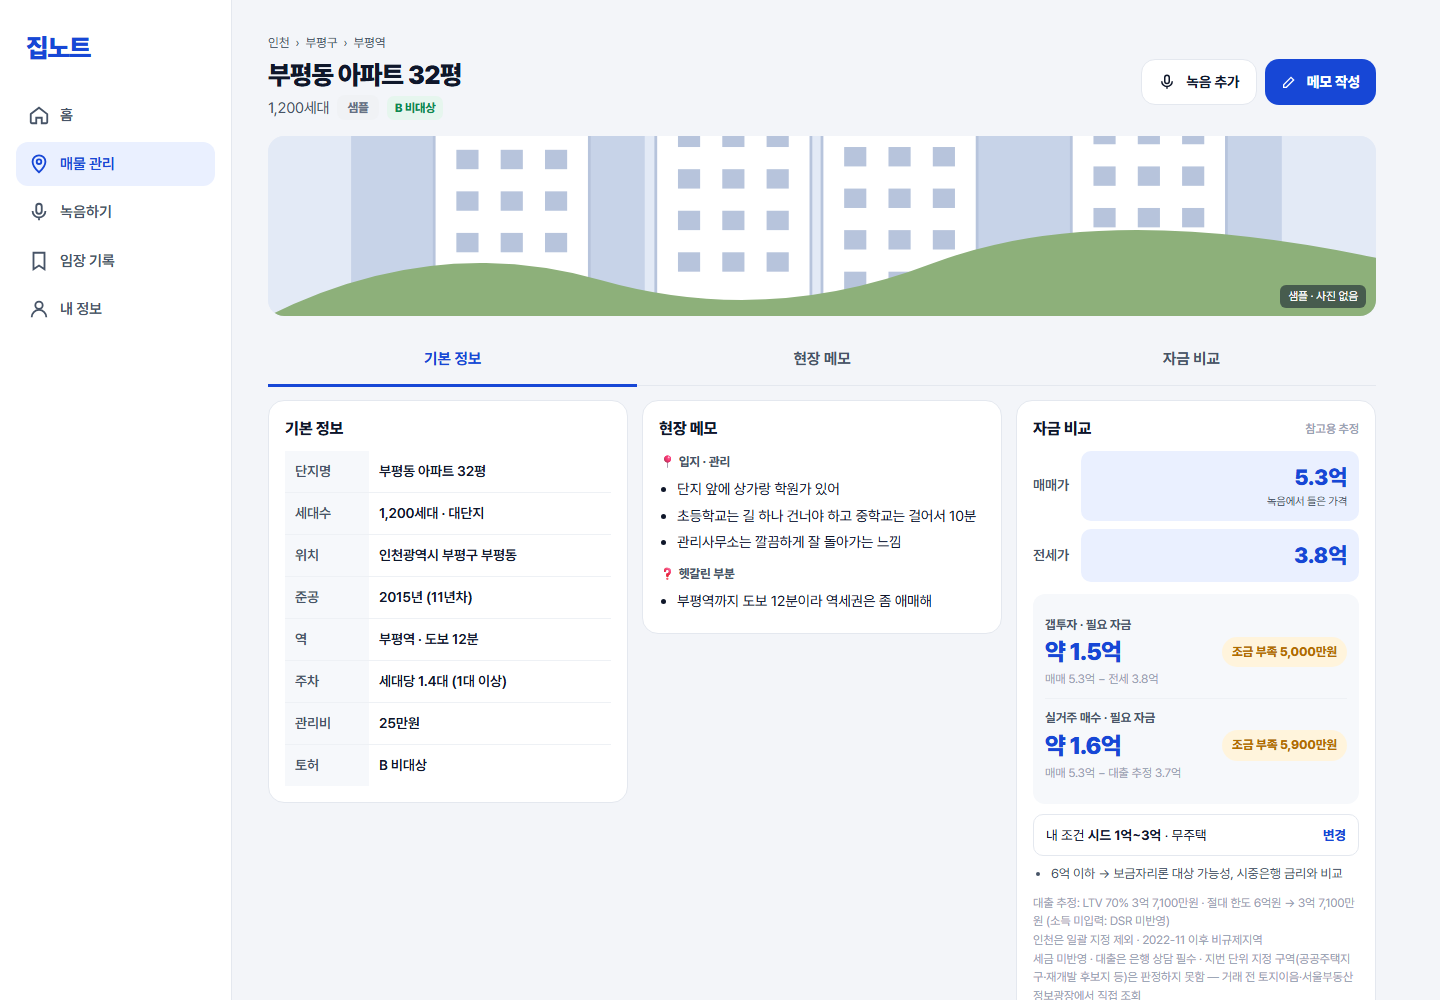 집노트
홈
매물 관리
녹음하기
임장 기록
내 정보
인천 › 부평구 › 부평역
부평동 아파트 32평
1,200세대 샘플 B 비대상
녹음 추가
메모 작성
샘플 · 사진 없음
기본 정보
현장 메모
자금 비교
기본 정보
단지명 부평동 아파트 32평
세대수 1,200세대 · 대단지
위치 인천광역시 부평구 부평동
준공 2015년 (11년차)
역 부평역 · 도보 12분
주차 세대당 1.4대 (1대 이상)
관리비 25만원
토허 B 비대상
현장 메모
입지 · 관리
• 단지 앞에 상가랑 학원가 있어
• 초등학교는 길 하나 건너야 하고 중학교는 걸어서 10분
• 관리사무소는 깔끔하게 잘 돌아가는 느낌
❓ 헷갈린 부분
• 부평역까지 도보 12분이라 역세권은 좀 애매해
자금 비교 참고용 추정
매매가 5.3억
녹음에서 들은 가격
전세가 3.8억
갭투자 · 필요 자금
약 1.5억 조금 부족 5,000만원
매매 5.3억 − 전세 3.8억
실거주 매수 · 필요 자금
약 1.6억 조금 부족 5,900만원
매매 5.3억 − 대출 추정 3.7억
내 조건 시드 1억~3억 · 무주택 변경
• 6억 이하 → 보금자리론 대상 가능성, 시중은행 금리와 비교
대출 추정: LTV 70% 3억 7,100만원 · 절대 한도 6억원 → 3억 7,100만
원 (소득 미입력: DSR 미반영)
인천은 일괄 지정 제외 · 2022-11 이후 비규제지역
세금 미반영 · 대출은 은행 상담 필수 · 지번 단위 지정 구역(공공주택지
구·재개발 후보지 등)은 판정하지 못함 — 거래 전 토지이음·서울부동산
정보광장에서 직접 조회